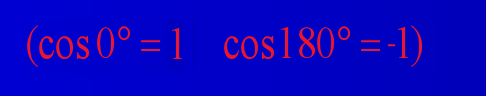 (cos 0° = 1 cos180° = -1)